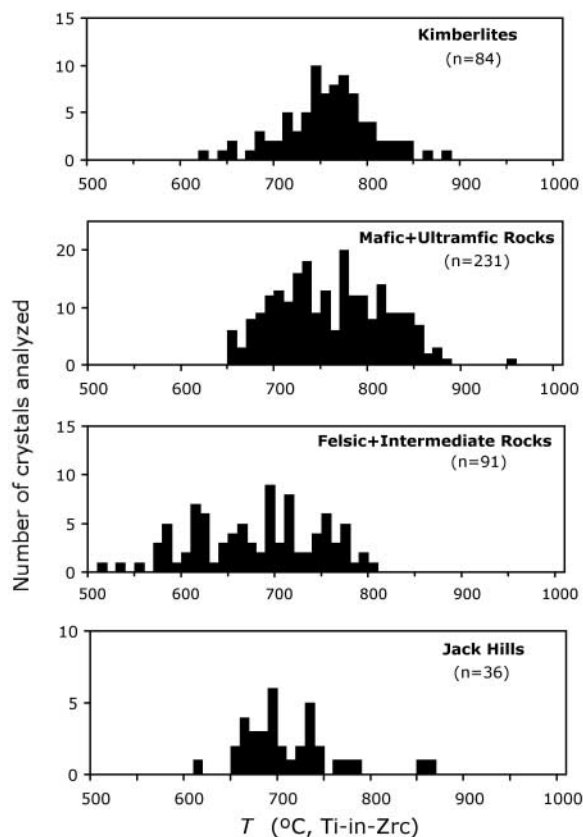 15
10
5
0
Kimberlites
(n=84)
500 600 700 800 900 1000
20
10
0
Mafic+Ultramfic Rocks
(n=231)
500 600 700 800 900 1000
15
10
5
0
Felsic+Intermediate Rocks
(n=91)
500 600 700 800 900 1000
10
5
0
Jack Hills
(n=36)
500 600 700 800 900 1000
Number of crystals analyzed
T (ºC, Ti-in-Zrc)